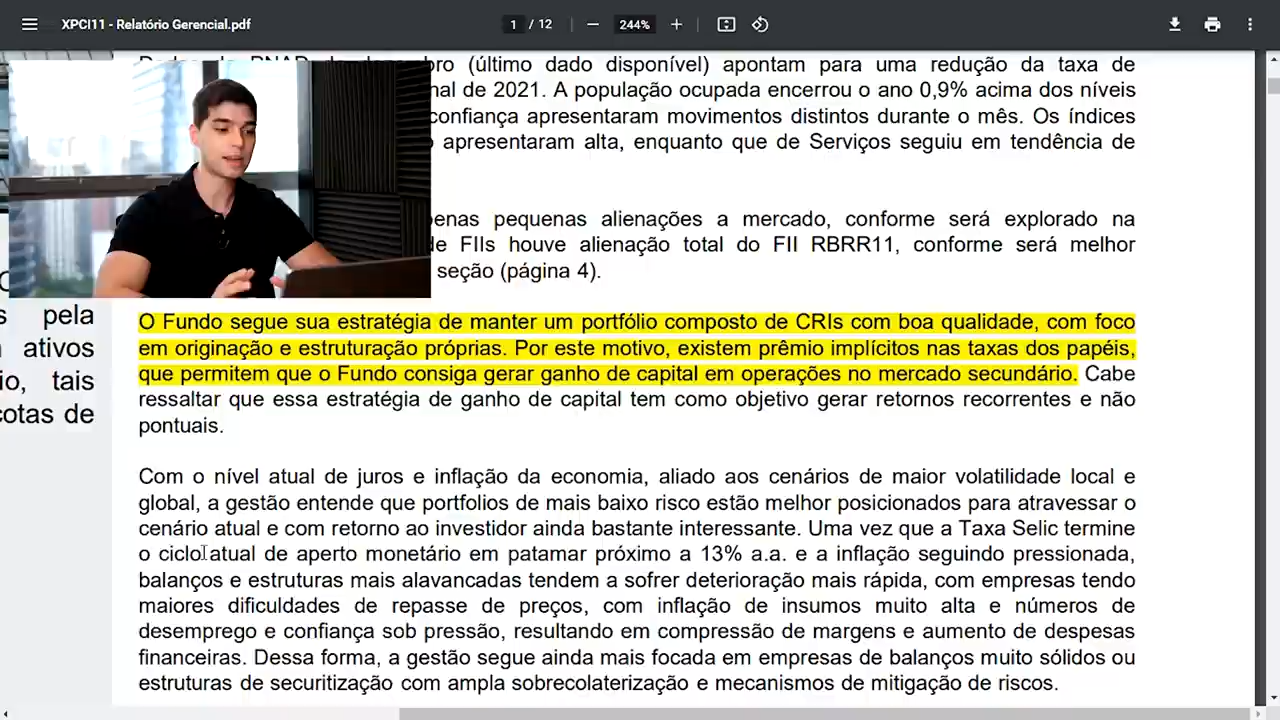 XPCI11 - Relatório Gerencial.pdf
1 / 12
244%
(último dado disponível) apontam para uma redução da taxa de
de 2021. A população ocupada encerrou o ano 0,9% acima dos níveis
confiança apresentaram movimentos distintos durante o mês. Os índices
apresentaram alta, enquanto que de Serviços seguiu em tendência de
pequenas alienações a mercado, conforme será explorado na
FIIs houve alienação total do FII RBRR11, conforme será melhor
seção (página 4).
pela
ativos
tais
cotas de
O Fundo segue sua estratégia de manter um portfólio composto de CRIs com boa qualidade, com foco
em originação e estruturação próprias. Por este motivo, existem prêmio implícitos nas taxas dos papéis,
que permitem que o Fundo consiga gerar ganho de capital em operações no mercado secundário. Cabe
ressaltar que essa estratégia de ganho de capital tem como objetivo gerar retornos recorrentes e não
pontuais.
Com o nível atual de juros e inflação da economia, aliado aos cenários de maior volatilidade local e
global, a gestão entende que portfolios de mais baixo risco estão melhor posicionados para atravessar o
cenário atual e com retorno ao investidor ainda bastante interessante. Uma vez que a Taxa Selic termine
o ciclo atual de aperto monetário em patamar próximo a 13% a.a. e a inflação seguindo pressionada,
balanços e estruturas mais alavancadas tendem a sofrer deterioração mais rápida, com empresas tendo
maiores dificuldades de repasse de preços, com inflação de insumos muito alta e números de
desemprego e confiança sob pressão, resultando em compressão de margens e aumento de despesas
financeiras. Dessa forma, a gestão segue ainda mais focada em empresas de balanços muito sólidos ou
estruturas de securitização com ampla sobrecolaterização e mecanismos de mitigação de riscos.